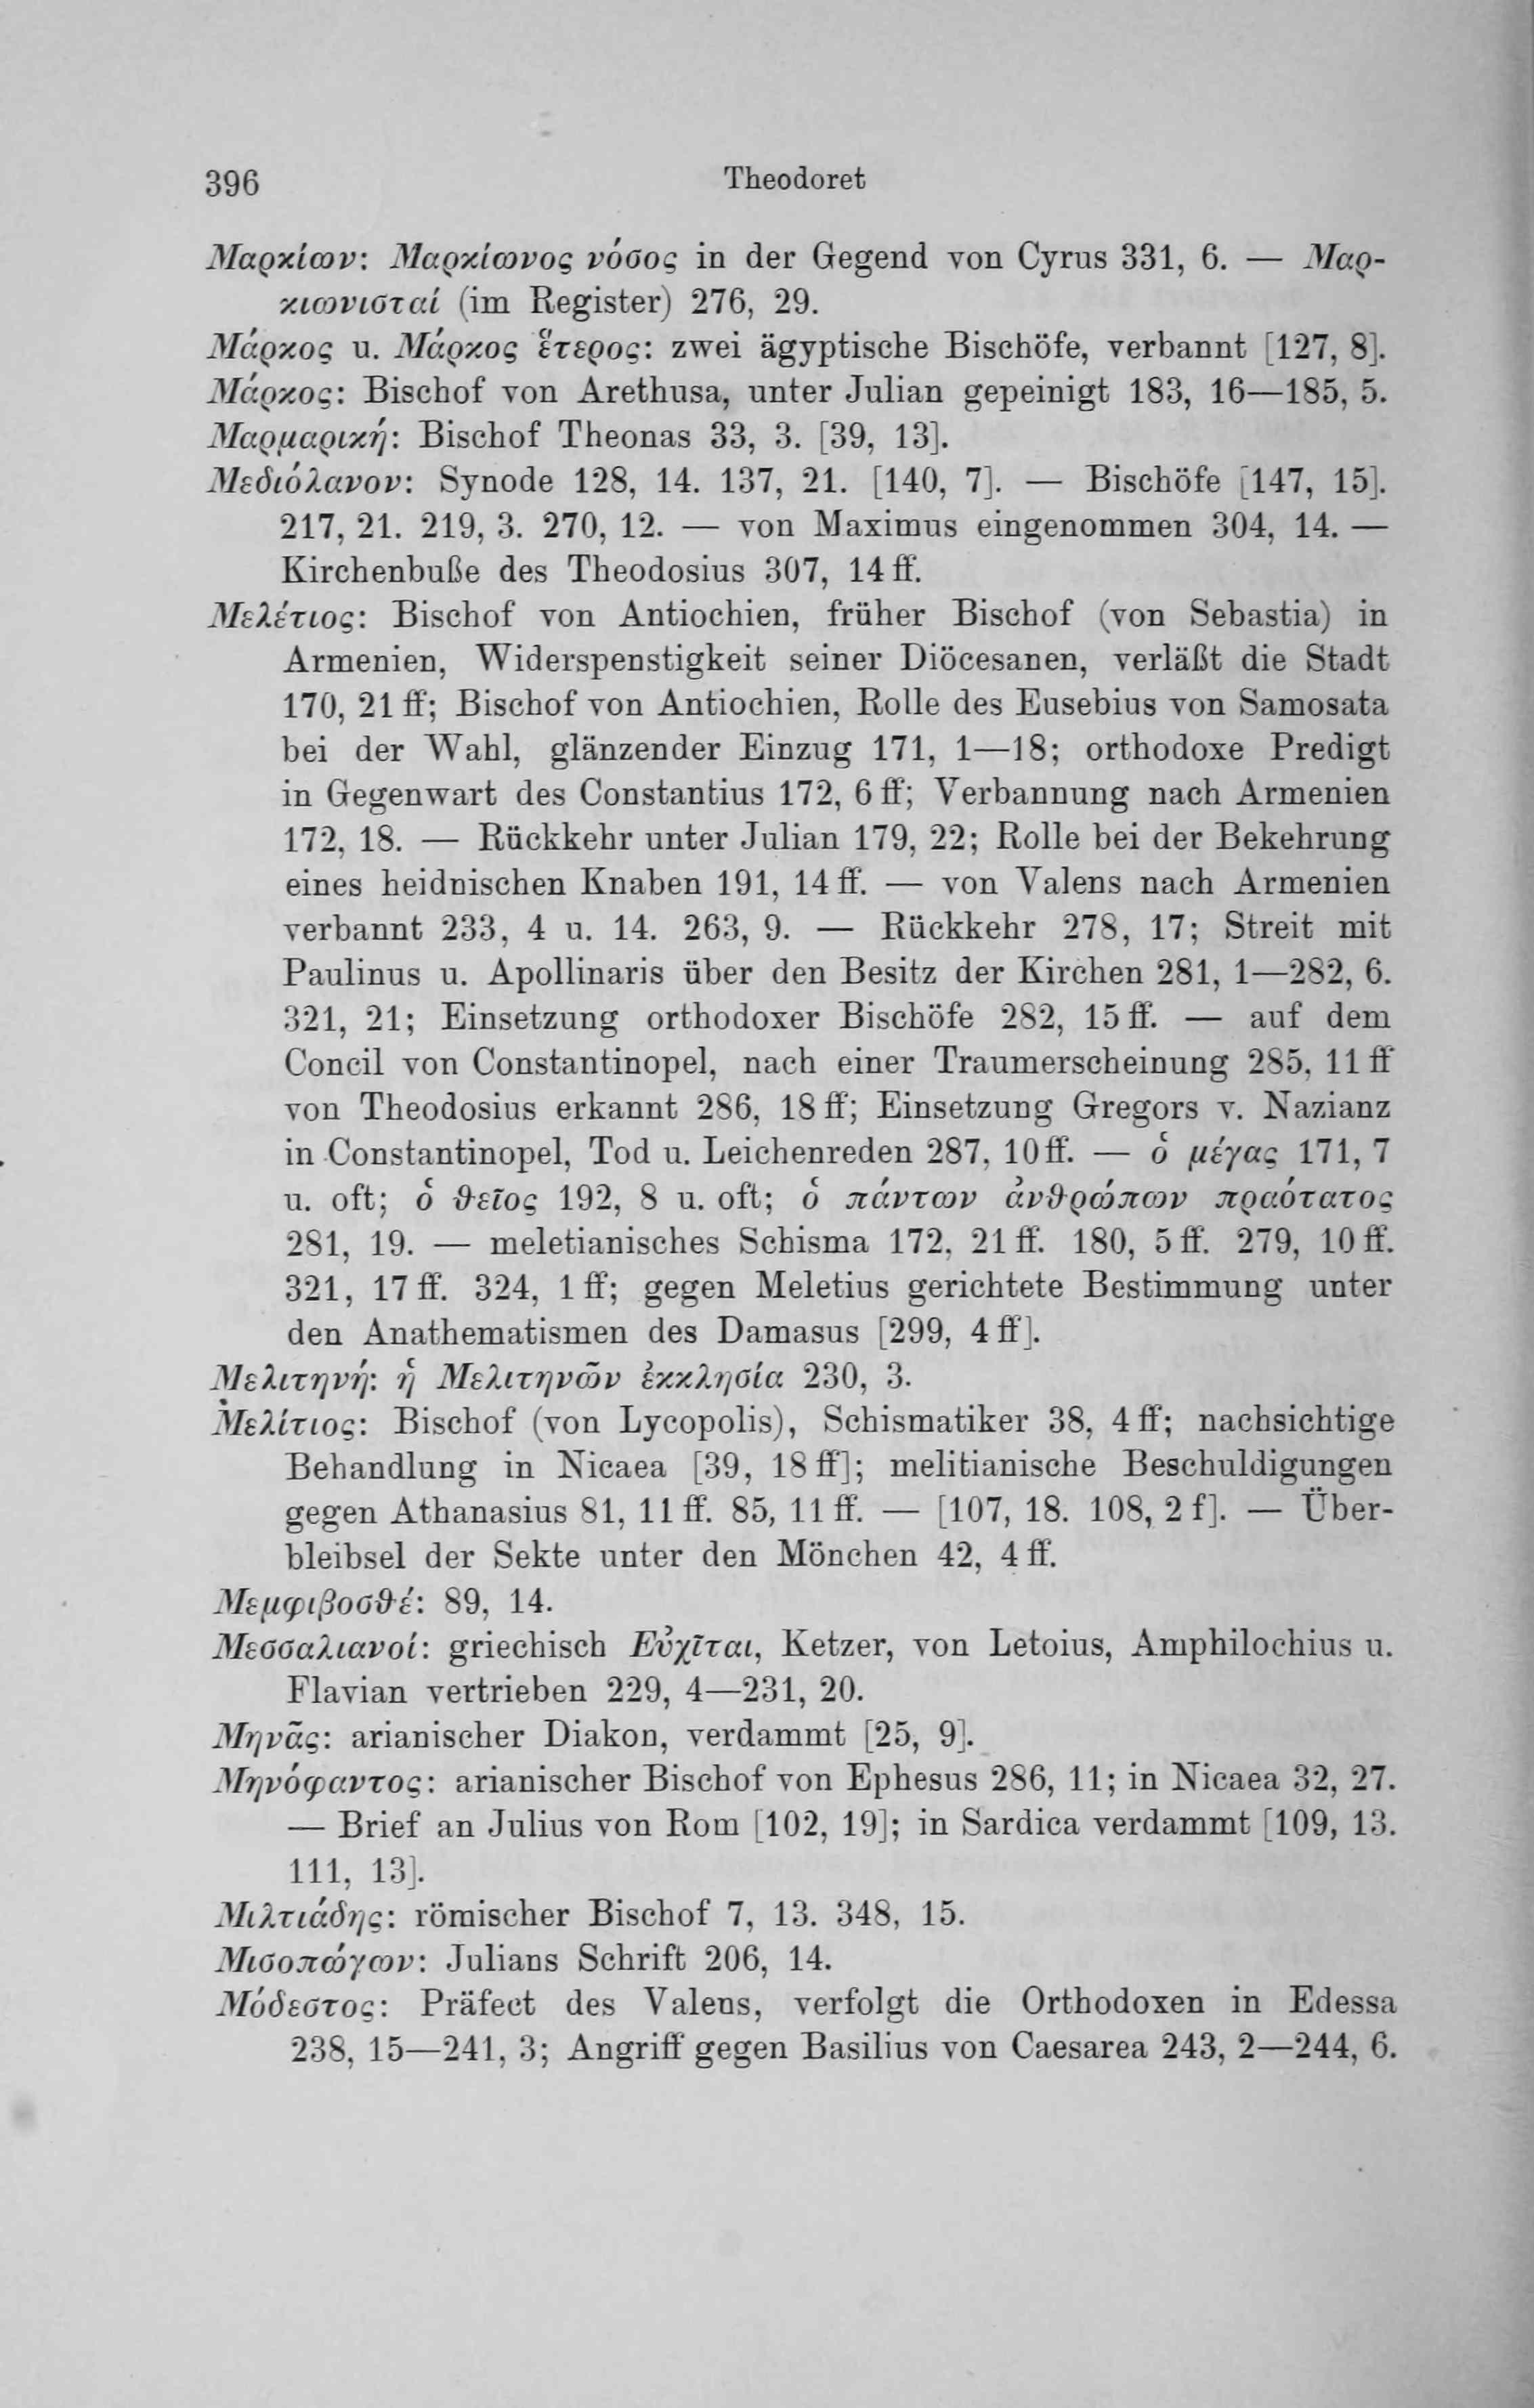 396
Theodoret
Μαρκίων: Μαρκίωνος νόσος in der Gegend von Cyrus 331, 6. — Μαρ-
κιωνισταί (im Register) 276, 29.
Μάρκος u. Μάρκος ἕτερος: zwei ägyptische Bischöfe, verbannt [127, 8].
Μάρκος: Bischof von Arethusa, unter Julian gepeinigt 183, 16—185, 5.
Μαρμαρική: Bischof Theonas 33, 3. [39, 13].
Μεδιόλανον: Synode 128, 14. 137, 21. [140, 7]. — Bischöfe [147, 15].
217, 21. 219, 3. 270, 12. — von Maximus eingenommen 304, 14. —
Kirchenbuße des Theodosius 307, 14 ff.
Μελέτιος: Bischof von Antiochien, früher Bischof (von Sebastia) in
Armenien, Widerspenstigkeit seiner Diöcesanen, verläßt die Stadt
170, 21 ff; Bischof von Antiochien, Rolle des Eusebius von Samosata
bei der Wahl, glänzender Einzug 171, 1—18; orthodoxe Predigt
in Gegenwart des Constantius 172, 6 ff; Verbannung nach Armenien
172, 18. — Rückkehr unter Julian 179, 22; Rolle bei der Bekehrung
eines heidnischen Knaben 191, 14 ff. — von Valens nach Armenien
verbannt 233, 4 u. 14. 263, 9. — Rückkehr 278, 17; Streit mit
Paulinus u. Apollinaris über den Besitz der Kirchen 281, 1—282, 6.
321, 21; Einsetzung orthodoxer Bischöfe 282, 15 ff. — auf dem
Concil von Constantinopel, nach einer Traumerscheinung 285, 11 ff
von Theodosius erkannt 286, 18 ff; Einsetzung Gregors v. Nazianz
in Constantinopel, Tod u. Leichenreden 287, 10 ff. — ὁ μέγας 171, 7
u. oft; ὁ θεῖος 192, 8 u. oft; ὁ πάντων ἀνθρώπων πραότατος
281, 19. — meletianisches Schisma 172, 21 ff. 180, 5 ff. 279, 10 ff.
321, 17 ff. 324, 1 ff; gegen Meletius gerichtete Bestimmung unter
den Anathematismen des Damasus [299, 4 ff].
Μελιτηνή: ἡ Μελιτηνῶν ἐκκλησία 230, 3.
Μελίτιος: Bischof (von Lycopolis), Schismatiker 38, 4 ff; nachsichtige
Behandlung in Nicaea [39, 18 ff]; melitianische Beschuldigungen
gegen Athanasius 81, 11 ff. 85, 11 ff. — [107, 18. 108, 2 f]. — Über-
bleibsel der Sekte unter den Mönchen 42, 4 ff.
Μεμφιβοσθέ: 89, 14.
Μεσσαλιανοί: griechisch Εὐχῖται, Ketzer, von Letoius, Amphilochius u.
Flavian vertrieben 229, 4—231, 20.
Μηνᾶς: arianischer Diakon, verdammt [25, 9].
Μηνόφαντος: arianischer Bischof von Ephesus 286, 11; in Nicaea 32, 27.
— Brief an Julius von Rom [102, 19]; in Sardica verdammt [109, 13.
111, 13].
Μιλτιάδης: römischer Bischof 7, 13. 348, 15.
Μισοπώγων: Julians Schrift 206, 14.
Μόδεστος: Präfect des Valens, verfolgt die Orthodoxen in Edessa
238, 15—241, 3; Angriff gegen Basilius von Caesarea 243, 2—244, 6.